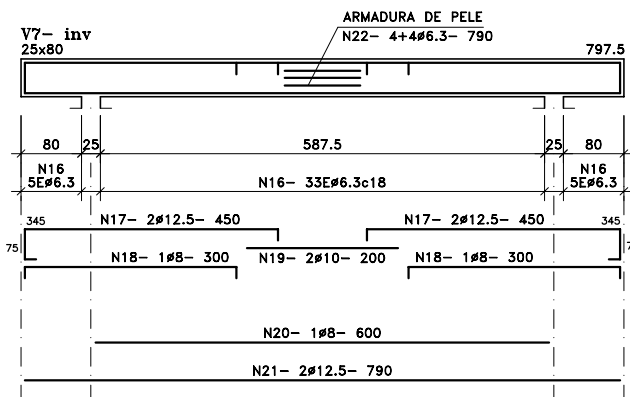 ARMADURA DE PELE
N22- 4+4ø6.3- 790
V7- inv
25x80
797.5
80 25 587.5 25 80
N16
5Eø6.3
N16- 33Eø6.3c18
N16
5Eø6.3
345 N17- 2ø12.5- 450 N17- 2ø12.5- 450 345
75
N18- 1ø8- 300 N19- 2ø10- 200 N18- 1ø8- 300
N20- 1ø8- 600
N21- 2ø12.5- 790